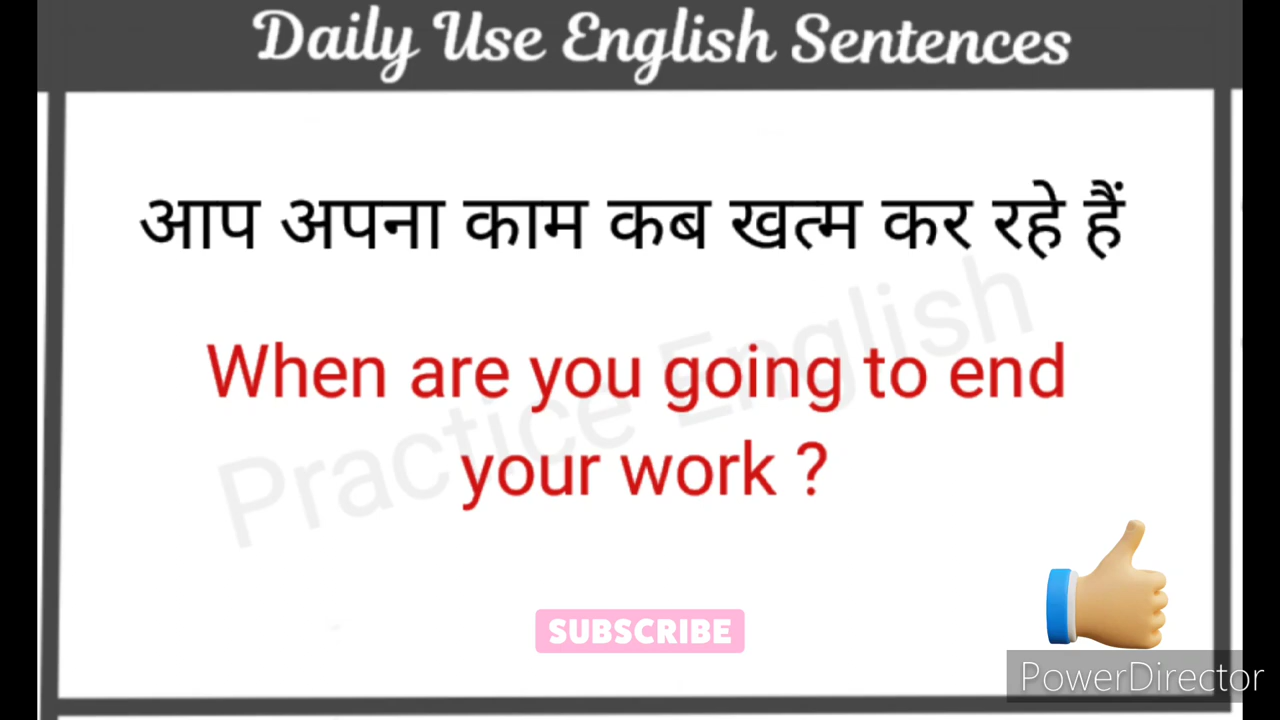 Daily Use English Sentences
आप अपना काम कब खत्म कर रहे हैं
When are you going to end
your work ?
Practice English
SUBSCRIBE
PowerDirector